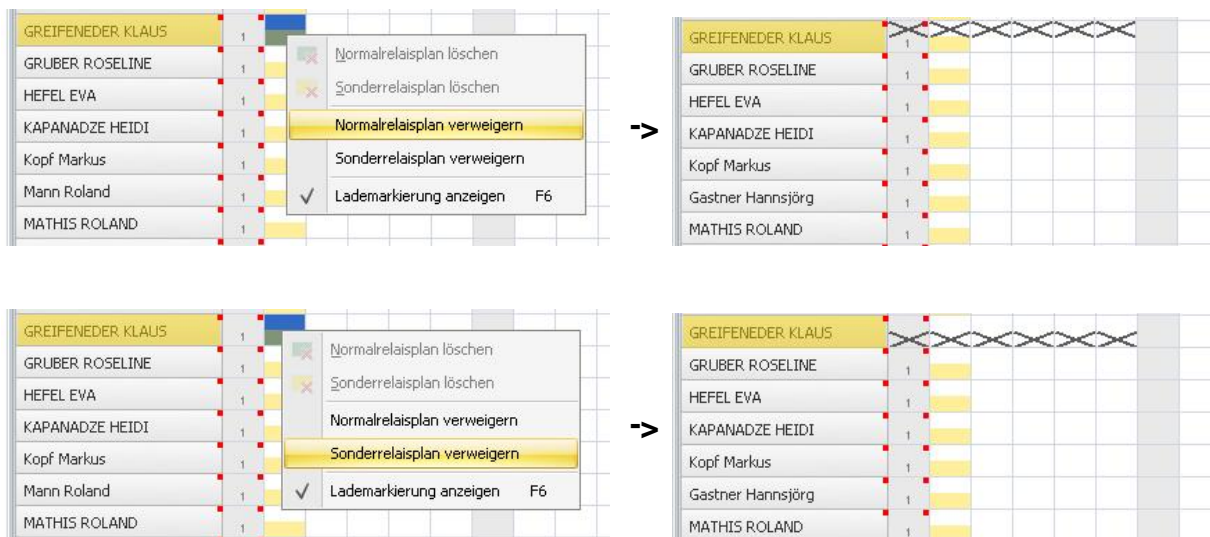 GREIFENEDER KLAUS 1
GRUBER ROSELINE 1
HEFEL EVA 1
KAPANADZE HEIDI 1
Kopf Markus 1
Mann Roland 1
MATHIS ROLAND 1
Normalrelaisplan löschen
Sonderrelaisplan löschen
Normalrelaisplan verweigern
Sonderrelaisplan verweigern
Lademarkierung anzeigen F6
->
GREIFENEDER KLAUS 1
GRUBER ROSELINE 1
HEFEL EVA 1
KAPANADZE HEIDI 1
Kopf Markus 1
Gastner Hannsjörg 1
MATHIS ROLAND 1
GREIFENEDER KLAUS 1
GRUBER ROSELINE 1
HEFEL EVA 1
KAPANADZE HEIDI 1
Kopf Markus 1
Mann Roland 1
MATHIS ROLAND 1
Normalrelaisplan löschen
Sonderrelaisplan löschen
Normalrelaisplan verweigern
Sonderrelaisplan verweigern
Lademarkierung anzeigen F6
->
GREIFENEDER KLAUS
GRUBER ROSELINE 1
HEFEL EVA 1
KAPANADZE HEIDI 1
Kopf Markus 1
Gastner Hannsjörg 1
MATHIS ROLAND 1